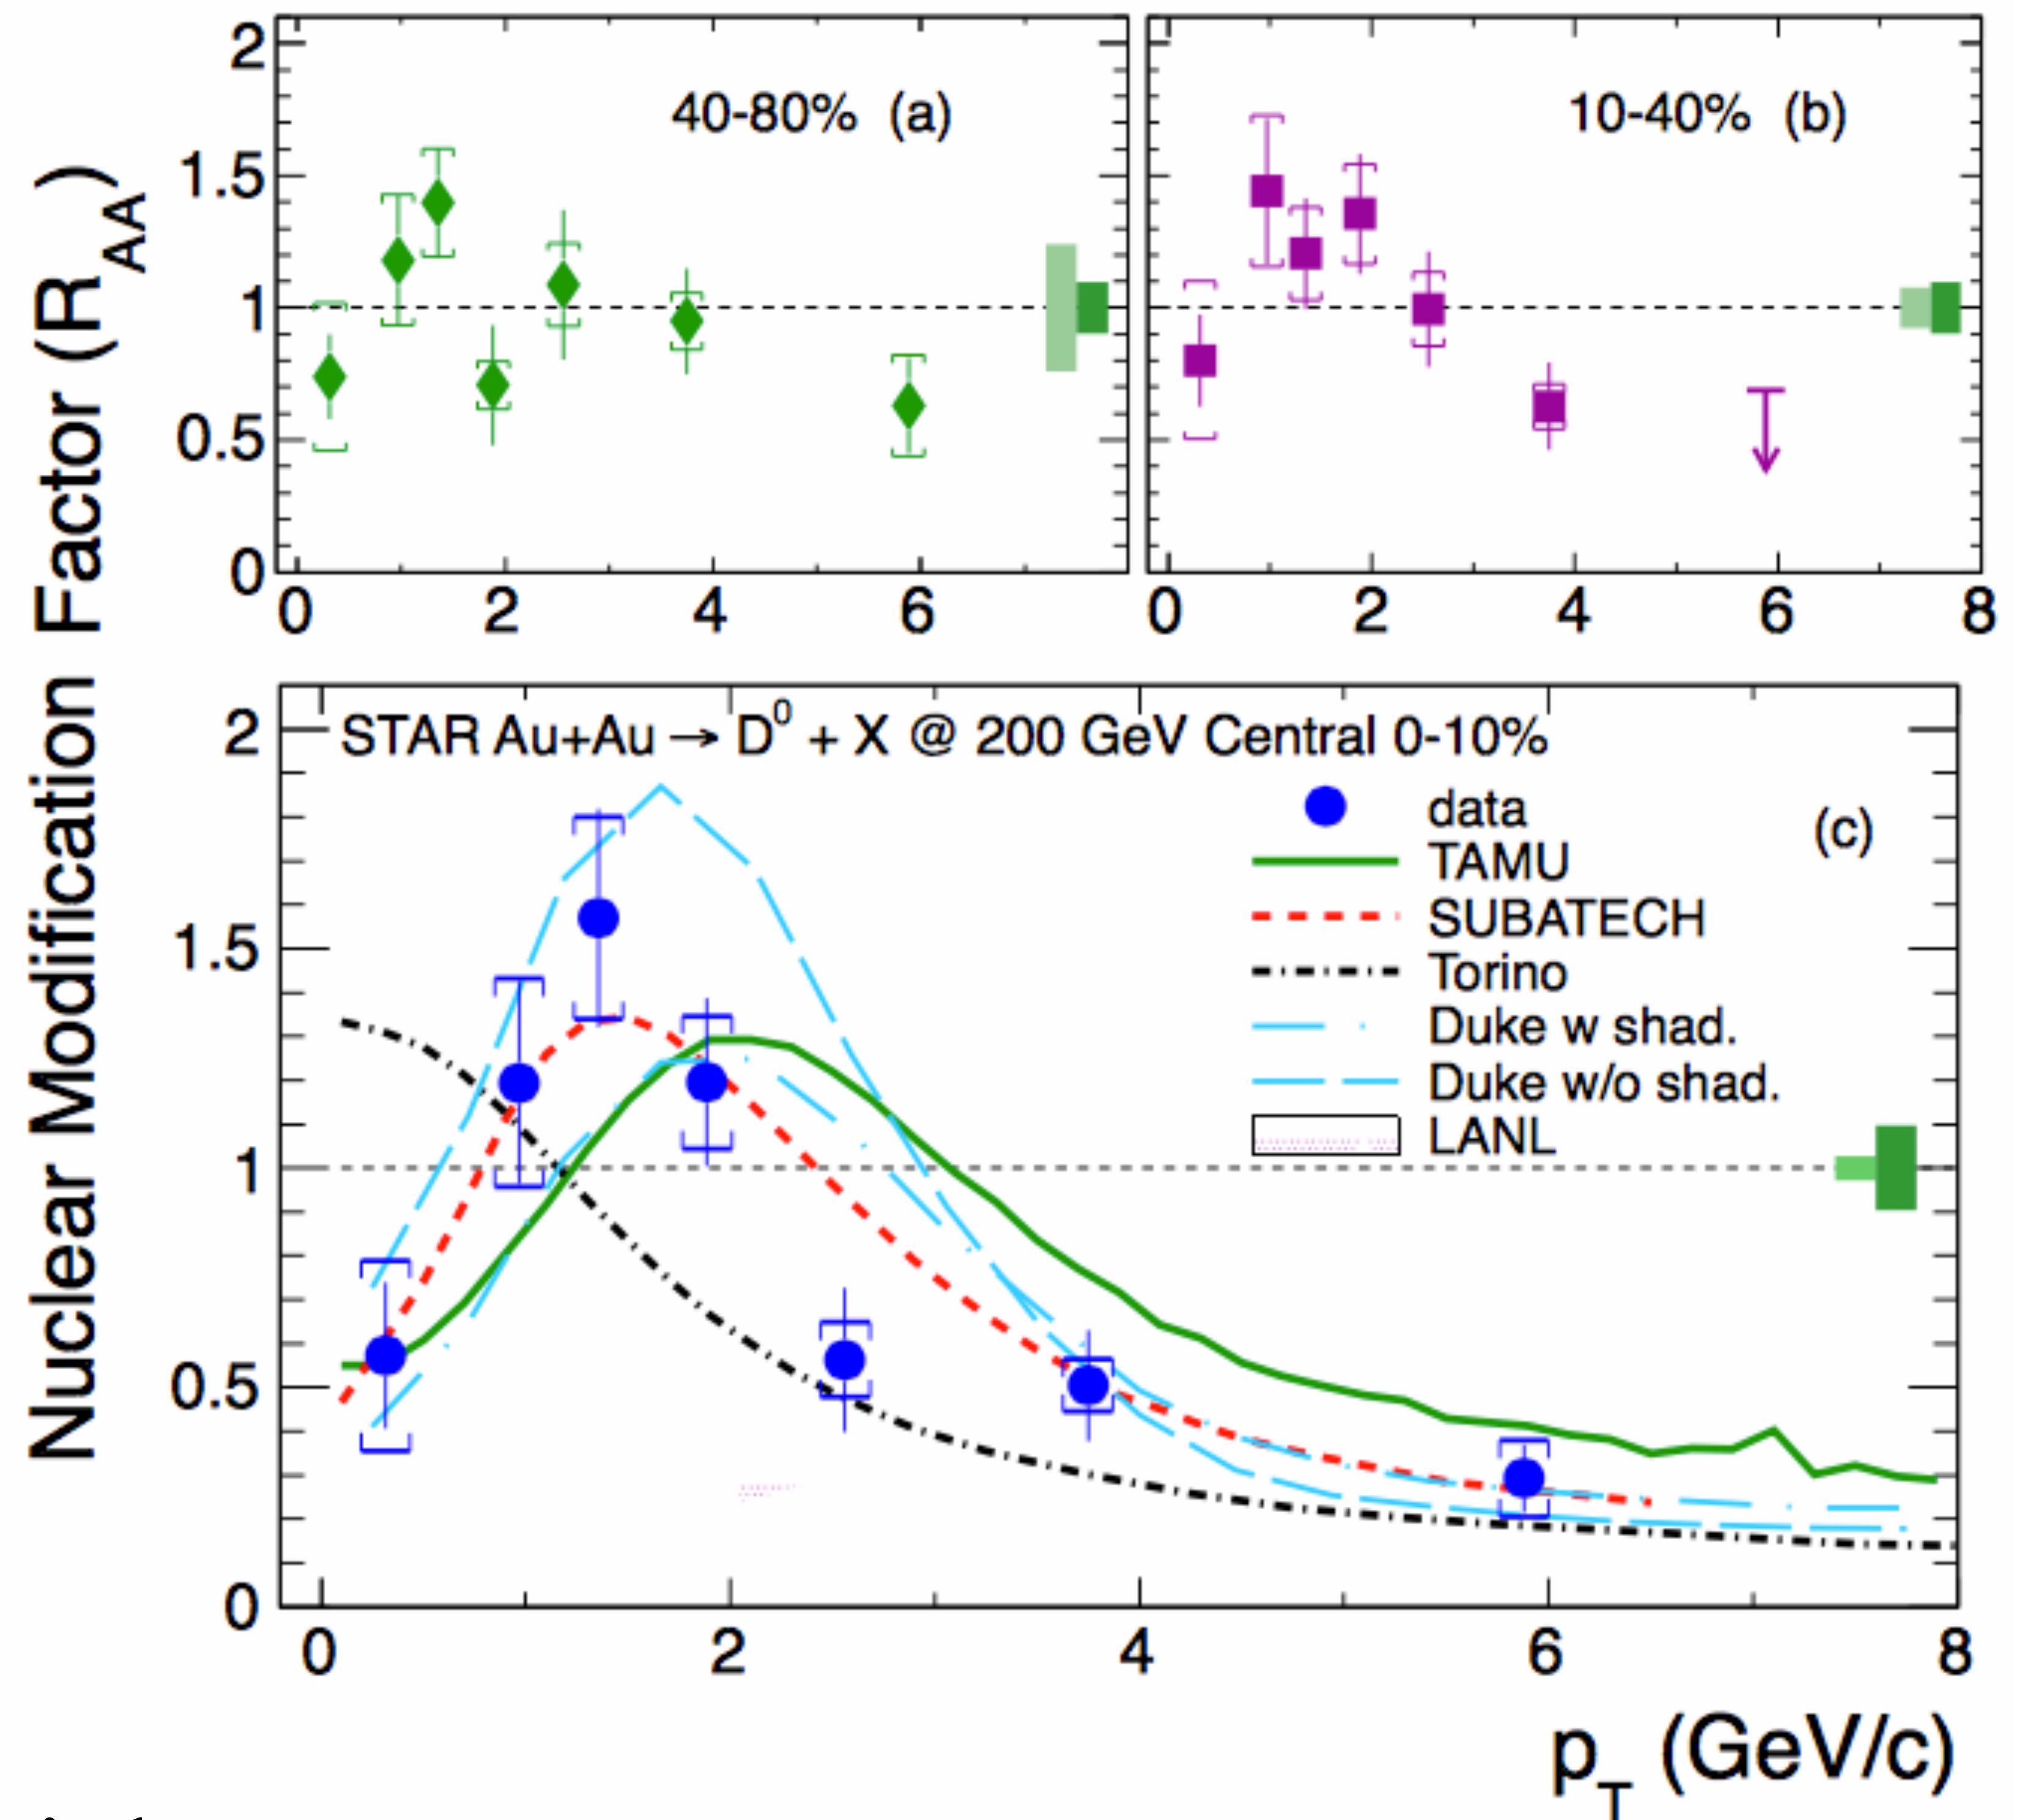 Nuclear Modification Factor (R_AA)
2
1.5
1
0.5
0
40-80% (a)
0 2 4 6
10-40% (b)
0 2 4 6 8
2
1.5
1
0.5
0
STAR Au+Au → D⁰ + X @ 200 GeV Central 0-10%
(c)
data
TAMU
SUBATECH
Torino
Duke w shad.
Duke w/o shad.
LANL
0 2 4 6 8
p_T (GeV/c)